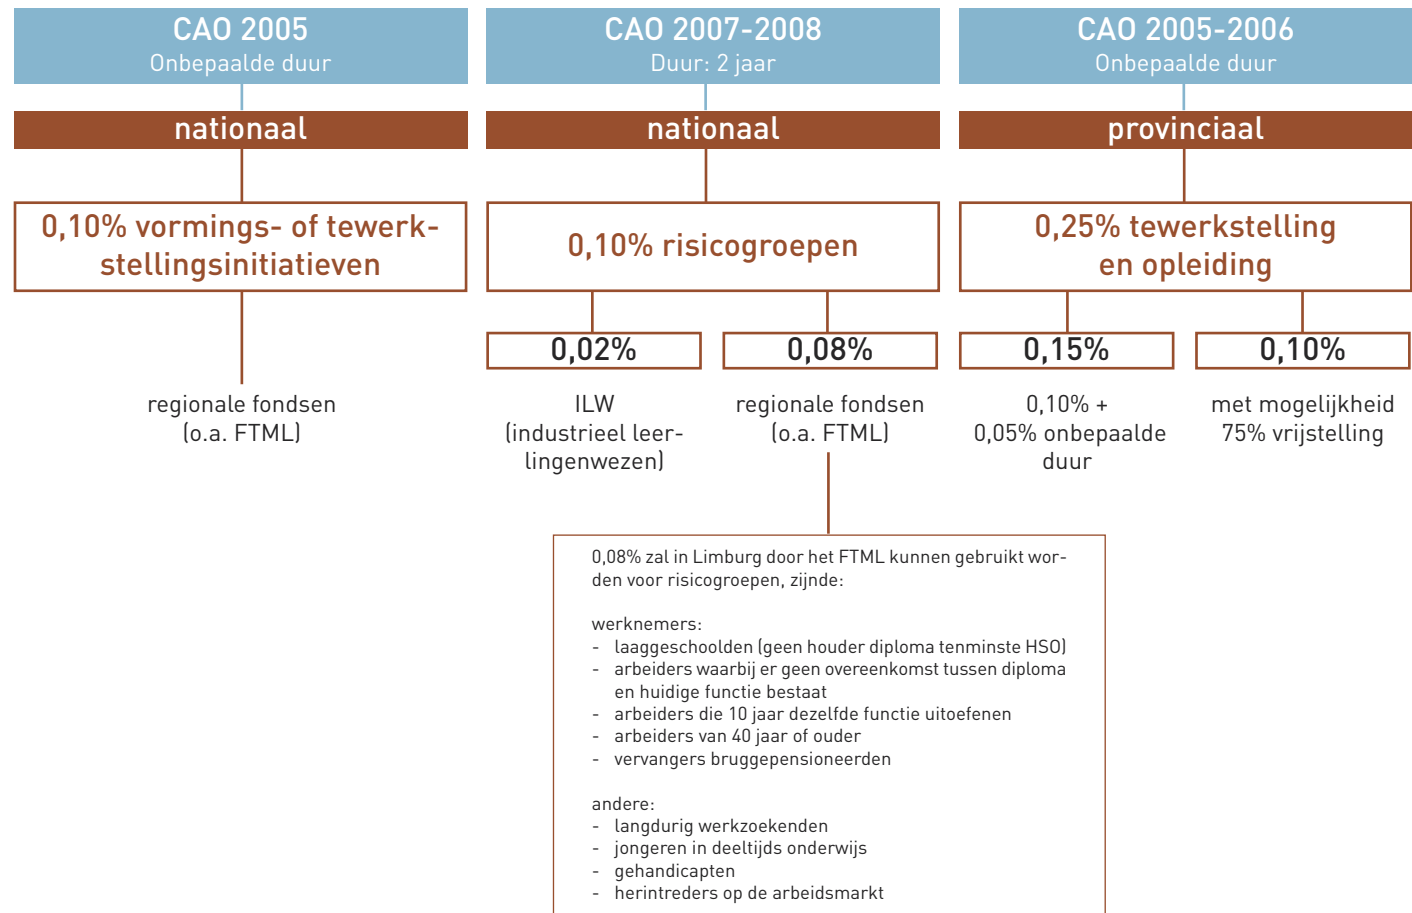 CAO 2005
Onbepaalde duur
nationaal
0,10% vormings- of tewerk-
stellingsinitiatieven
regionale fondsen
(o.a. FTML)
CAO 2007-2008
Duur: 2 jaar
nationaal
0,10% risicogroepen
0,02%
ILW
(industrieel leer-
lingenwezen)
0,08%
regionale fondsen
(o.a. FTML)
0,08% zal in Limburg door het FTML kunnen gebruikt wor-
den voor risicogroepen, zijnde:
werknemers:
- laaggeschoolden (geen houder diploma tenminste HSO)
- arbeiders waarbij er geen overeenkomst tussen diploma
en huidige functie bestaat
- arbeiders die 10 jaar dezelfde functie uitoefenen
- arbeiders van 40 jaar of ouder
- vervangers bruggepensioneerden
andere:
- langdurig werkzoekenden
- jongeren in deeltijds onderwijs
- gehandicapten
- herintreders op de arbeidsmarkt
CAO 2005-2006
Onbepaalde duur
provinciaal
0,25% tewerkstelling
en opleiding
0,15%
0,10% +
0,05% onbepaalde
duur
0,10%
met mogelijkheid
75% vrijstelling